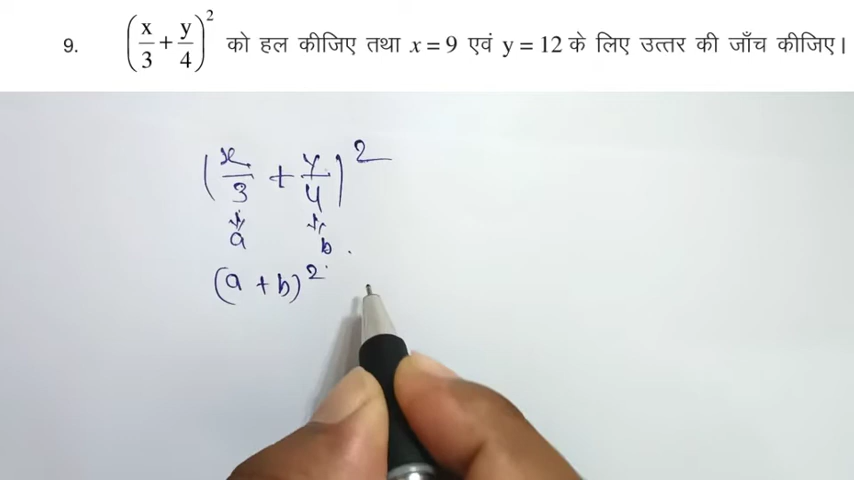 9. (x/3 + y/4)² को हल कीजिए तथा x = 9 एवं y = 12 के लिए उत्तर की जाँच कीजिए।
(x/3 + y/4)²
a b
(a + b)²